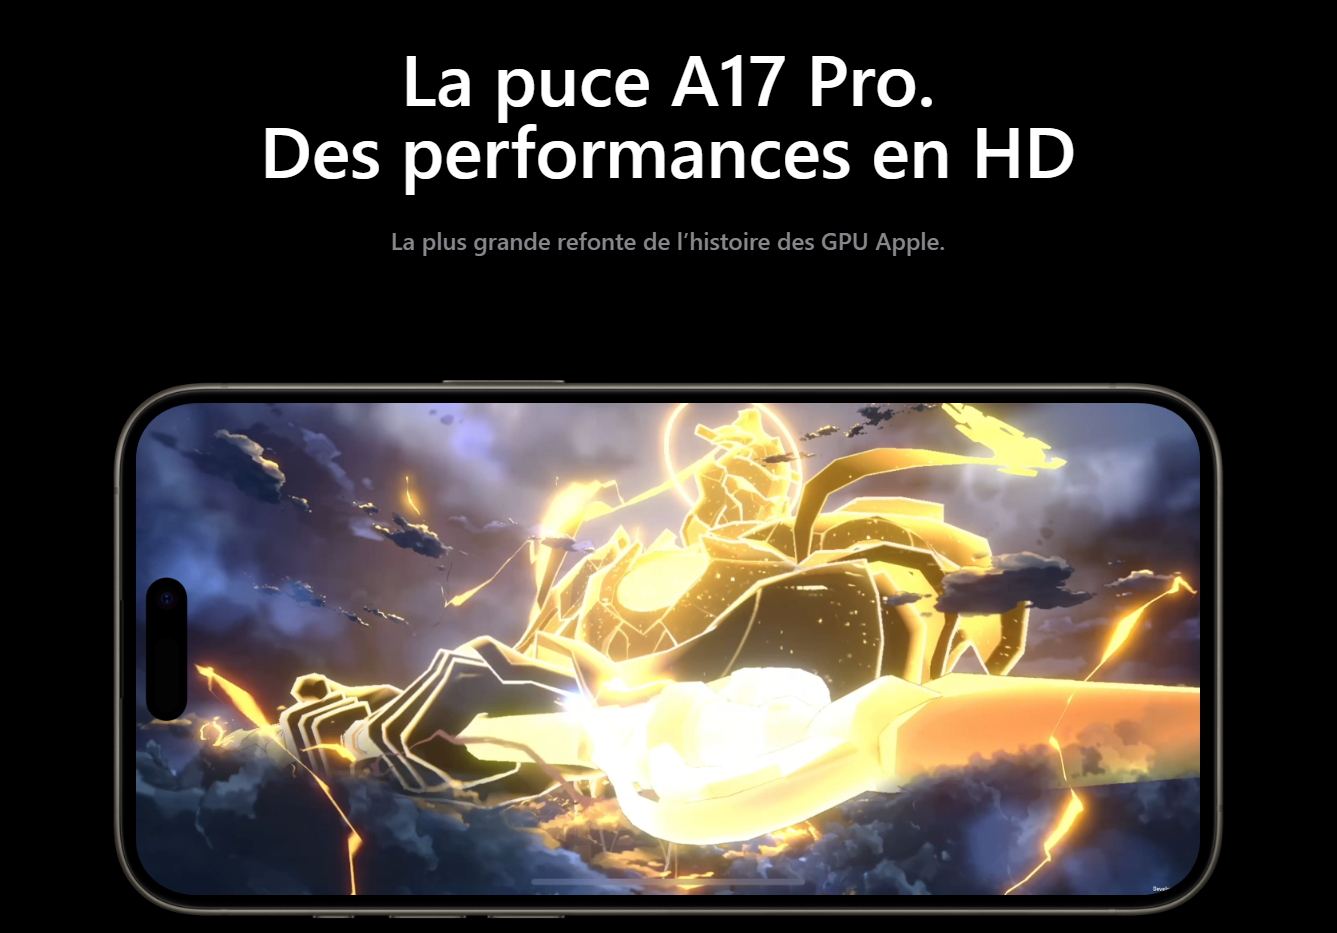 La puce A17 Pro.
Des performances en HD
La plus grande refonte de l’histoire des GPU Apple.